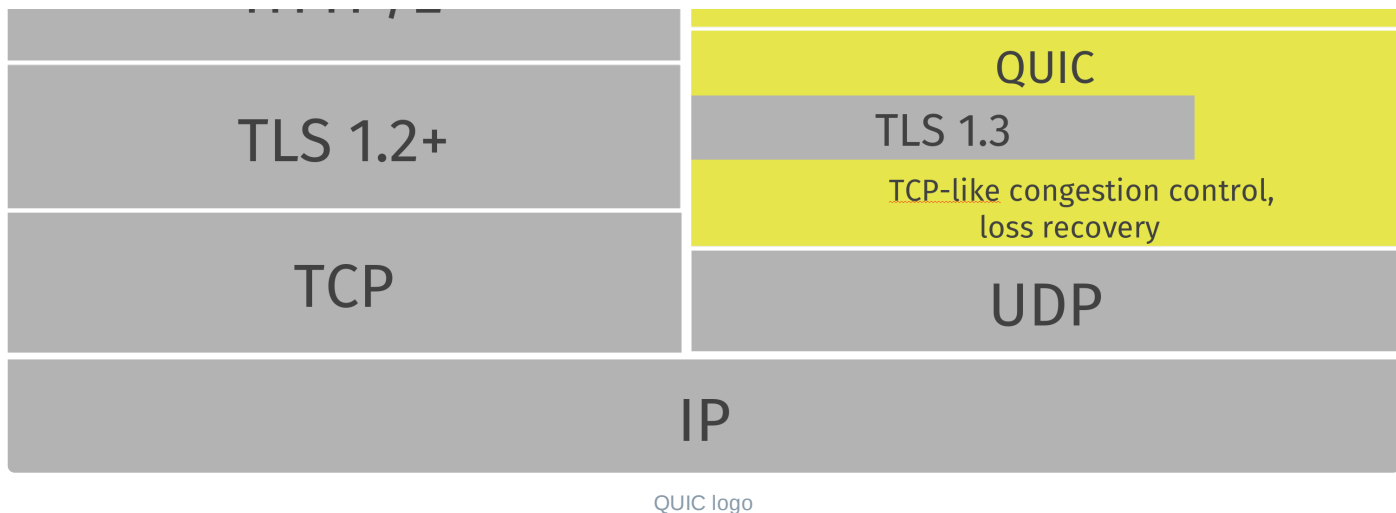 TLS 1.2+
TCP
QUIC
TLS 1.3
TCP-like congestion control,
loss recovery
UDP
IP
QUIC logo